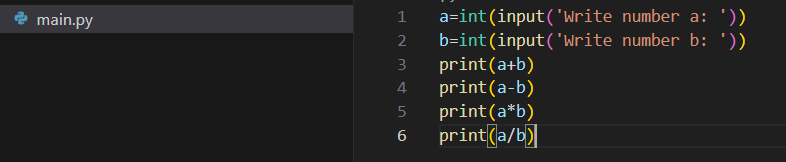 main.py
1 a=int(input('Write number a: '))
2 b=int(input('Write number b: '))
3 print(a+b)
4 print(a-b)
5 print(a*b)
6 print(a/b)